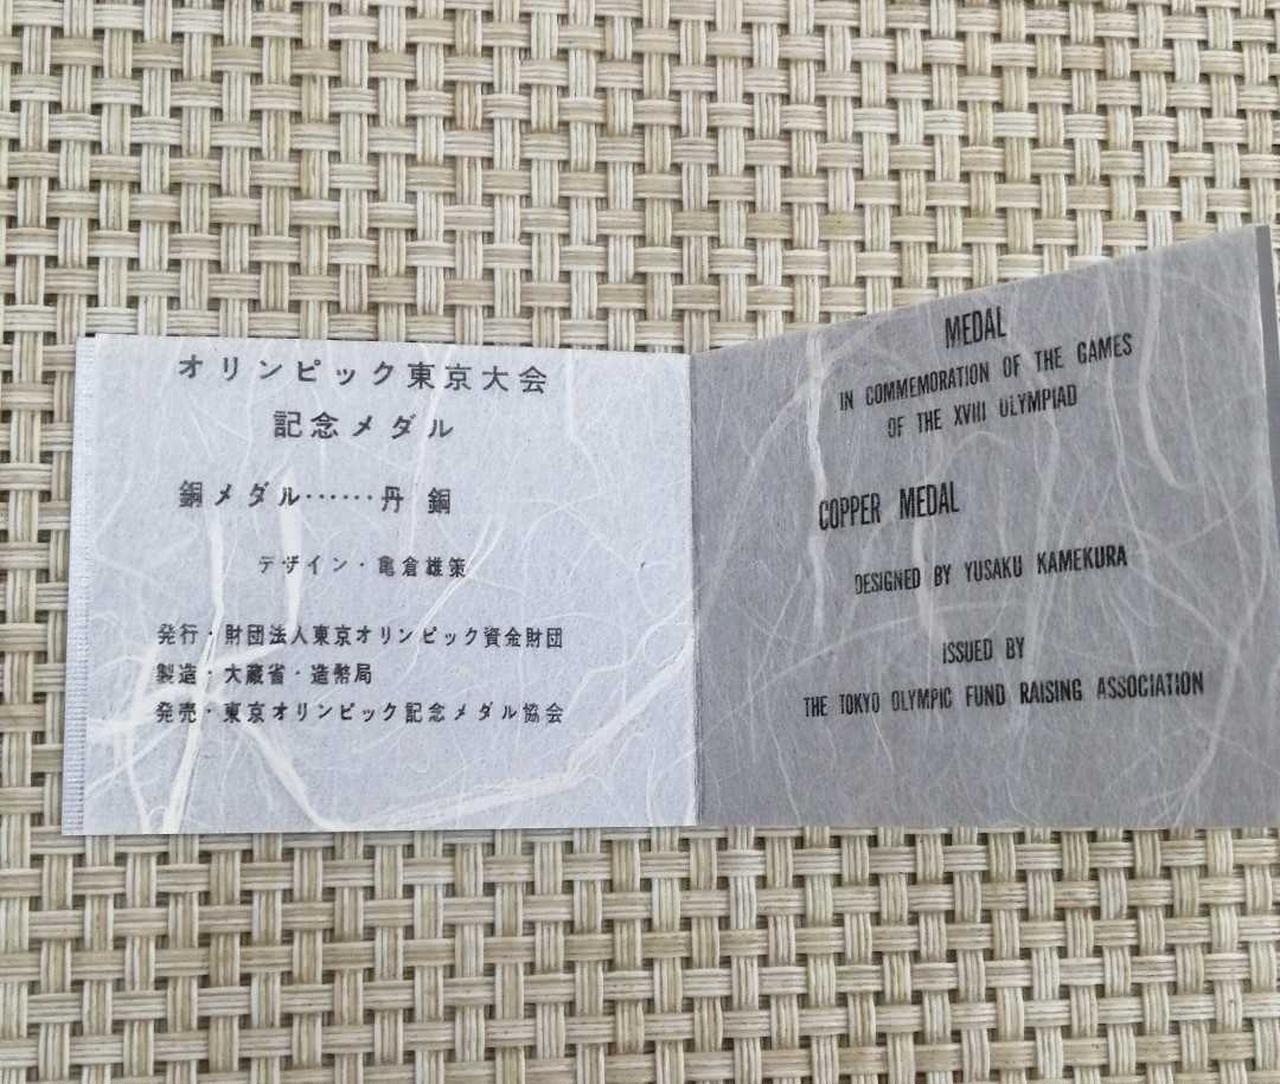 オリンピック東京大会
記念メダル
銅メダル……丹銅
デザイン・亀倉雄策
発行・財団法人東京オリンピック資金財団
製造・大蔵省・造幣局
発売・東京オリンピック記念メダル協会
MEDAL
IN COMMEMORATION OF THE GAMES
OF THE XVIII OLYMPIAD
COPPER MEDAL
DESIGNED BY YUSAKU KAMEKURA
ISSUED BY
THE TOKYO OLYMPIC FUND RAISING ASSOCIATION